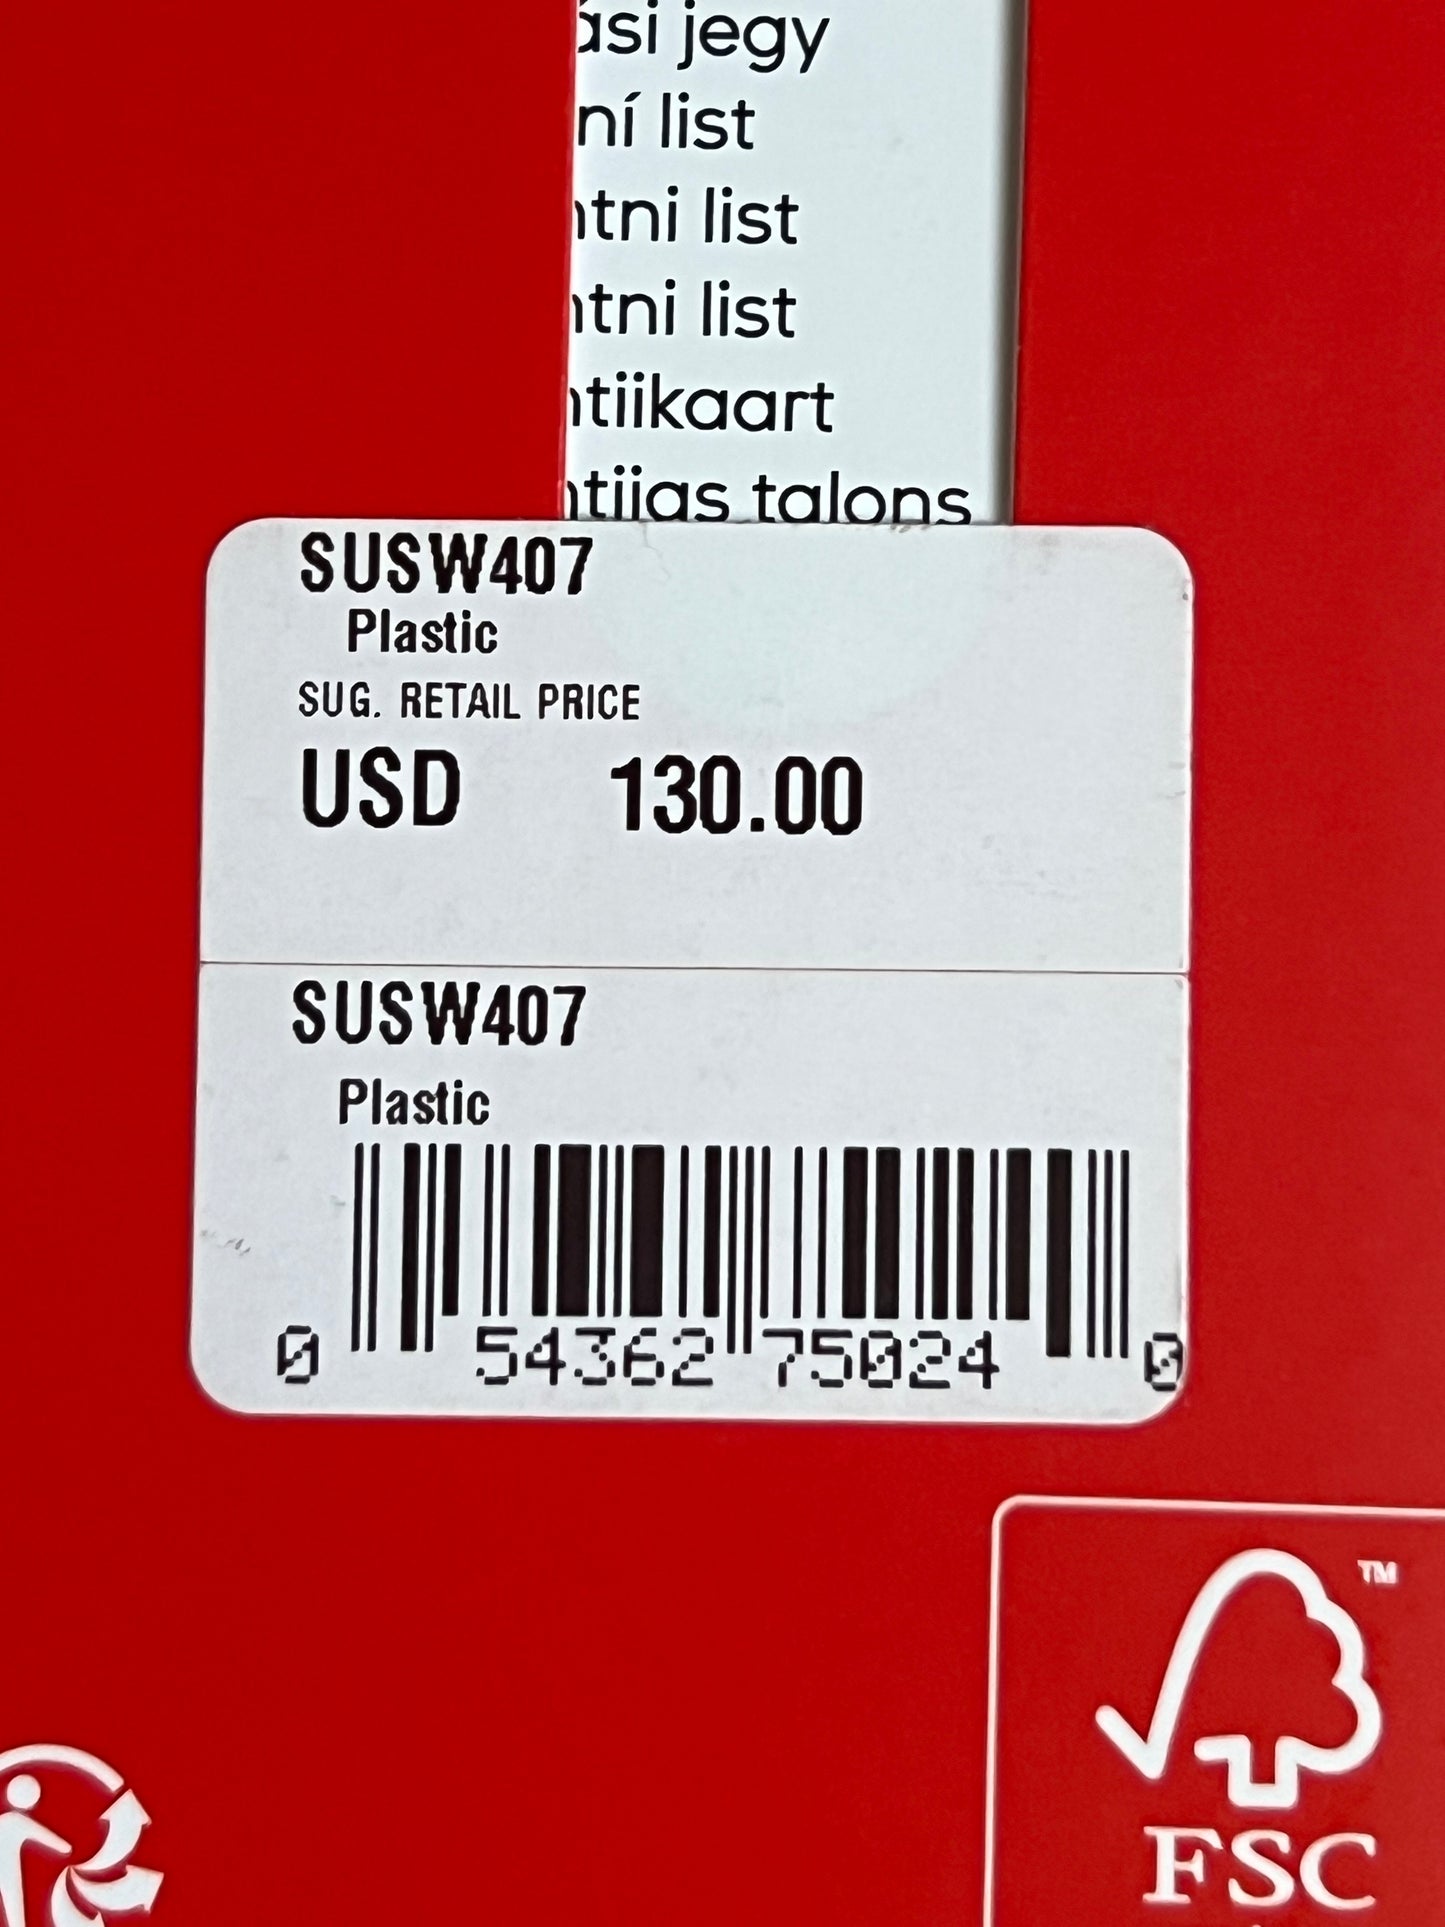 ási jegy
ní list
ntni list
ntni list
ntiikaart
ntijas talons
SUSW407
Plastic
SUG. RETAIL PRICE
USD 130.00
SUSW407
Plastic
0 54362 75024 0
TM
FSC